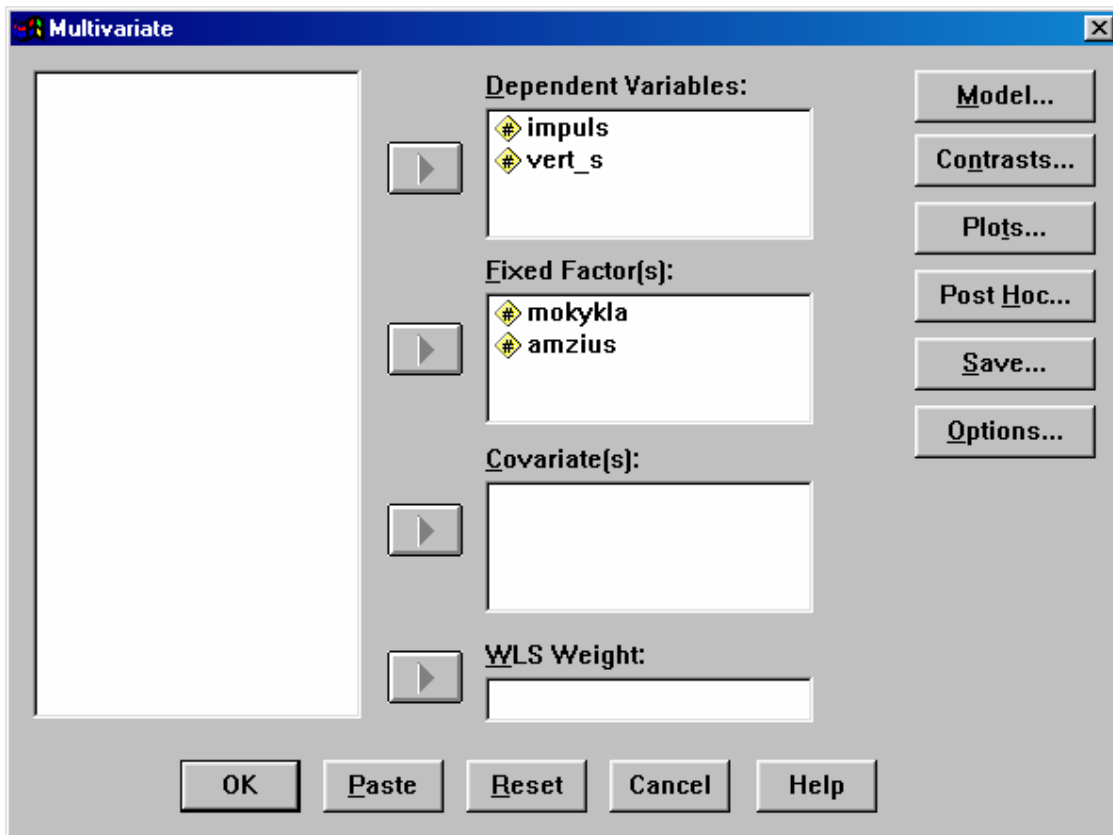 Multivariate
Dependent Variables:
# impuls
# vert_s
Fixed Factor(s):
# mokykla
# amzius
Covariate(s):
WLS Weight:
Model...
Contrasts...
Plots...
Post Hoc...
Save...
Options...
OK
Paste
Reset
Cancel
Help